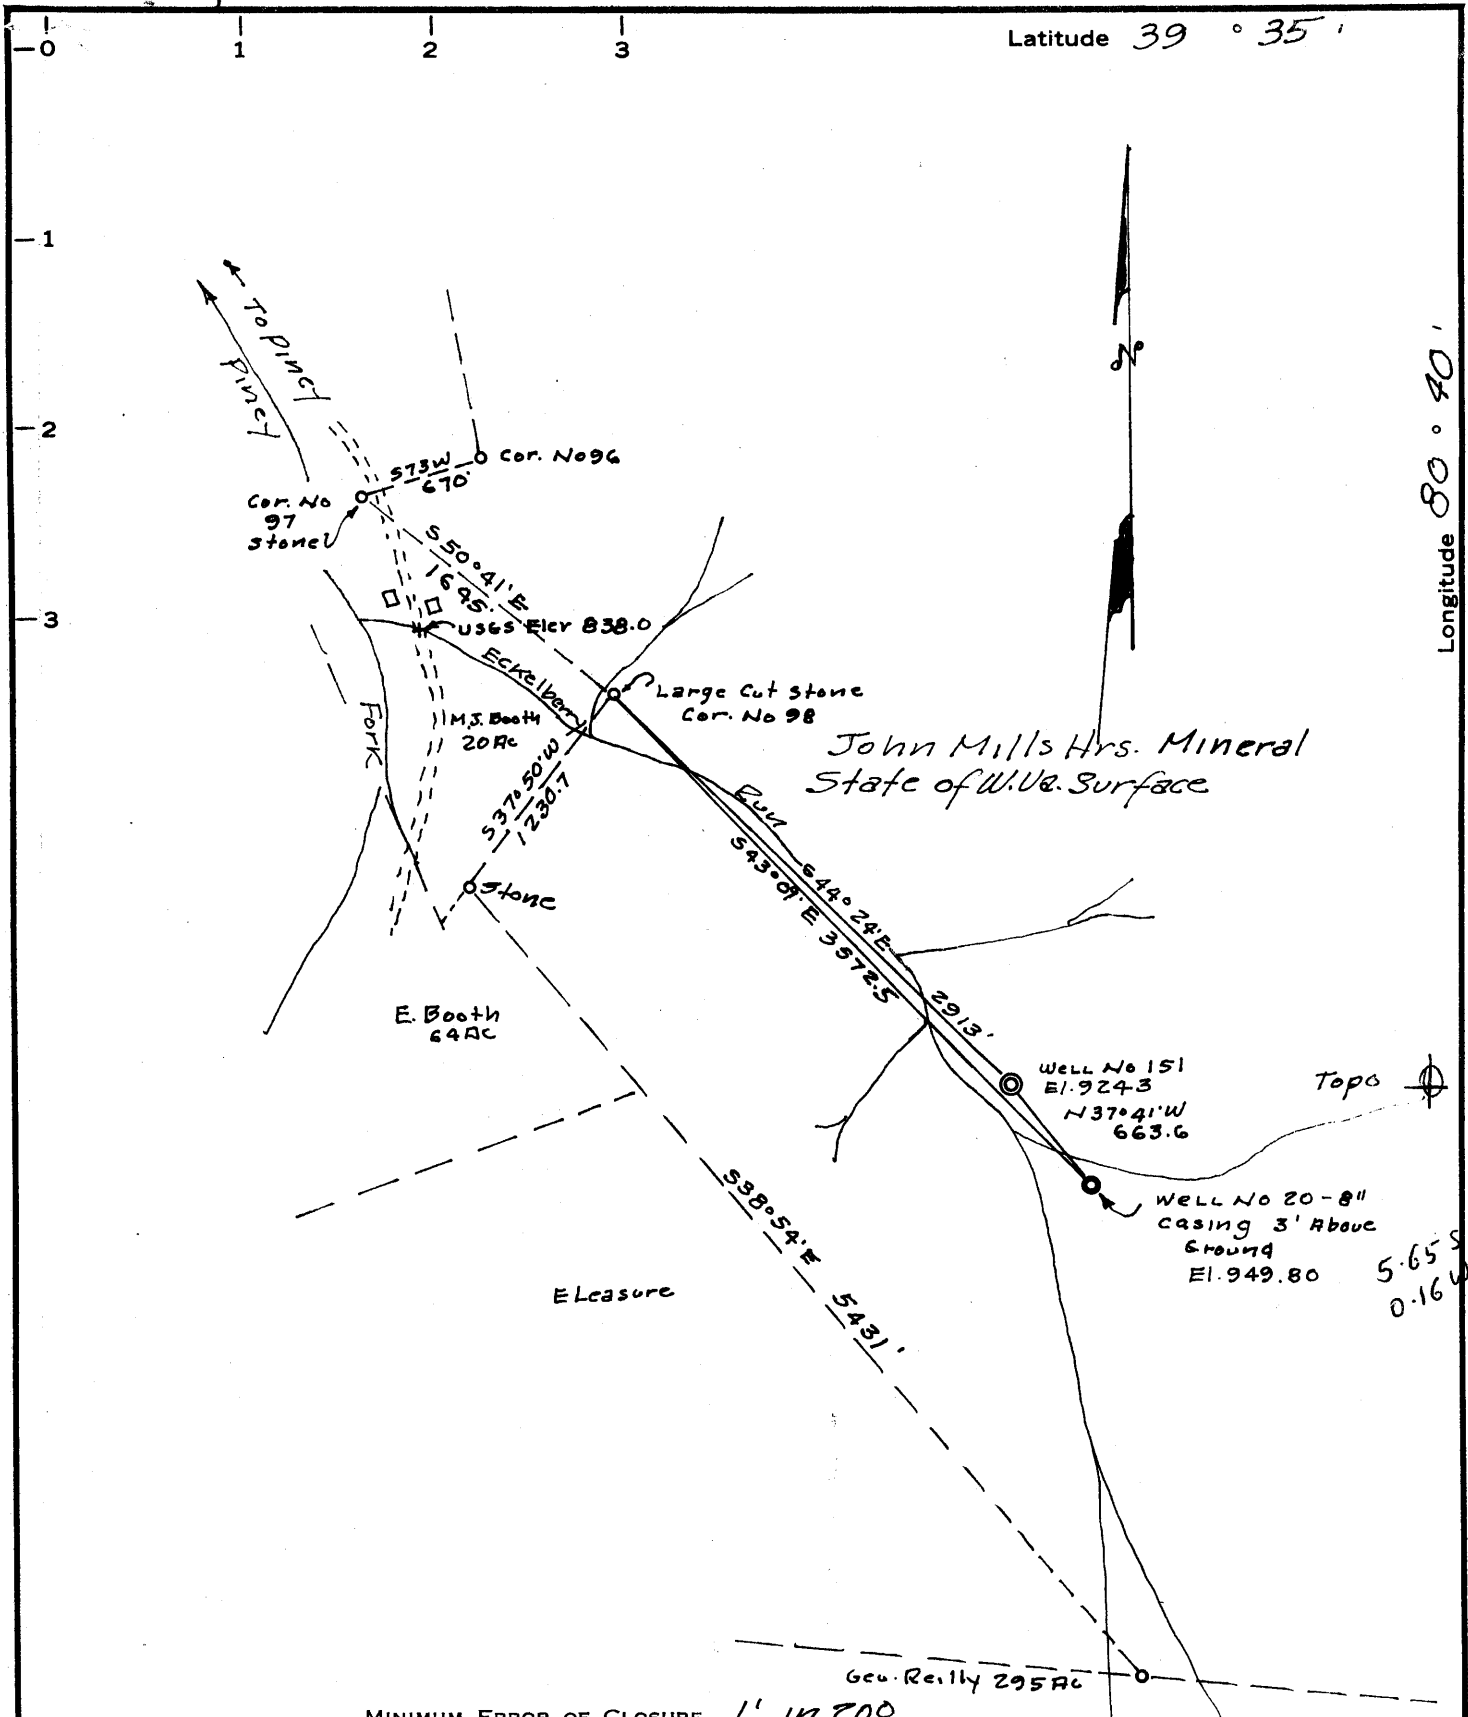 0 1 2 3
Latitude 39 ° 35 '
1
2
3
Longitude 80 ° 40 '
To Piney
Piney
Fork
N
S73W
670'
Cor. No96
Cor. No
97
stone
S50°41'E
1645'
USGS Elev 838.0
Eckelberry
Run
Large Cut stone
Cor. No 98
M.J. Booth
20Ac
S37°50'W
1230.7
John Mills Hrs. Mineral
State of W.Va. Surface
Stone
S43°09'E 3572.5
S44°24'E
2913'
E. Booth
64AC
WELL No 151
El.924.3
N37°41'W
663.6
Topo
WELL No 20-8"
Casing 3' Above
Ground
El.949.80
5.65 S
0.16 W
S38°54'E
5431'
E Leasure
Geo. Reilly 295Ac
MINIMUM ERROR OF CLOSURE 1' in 200